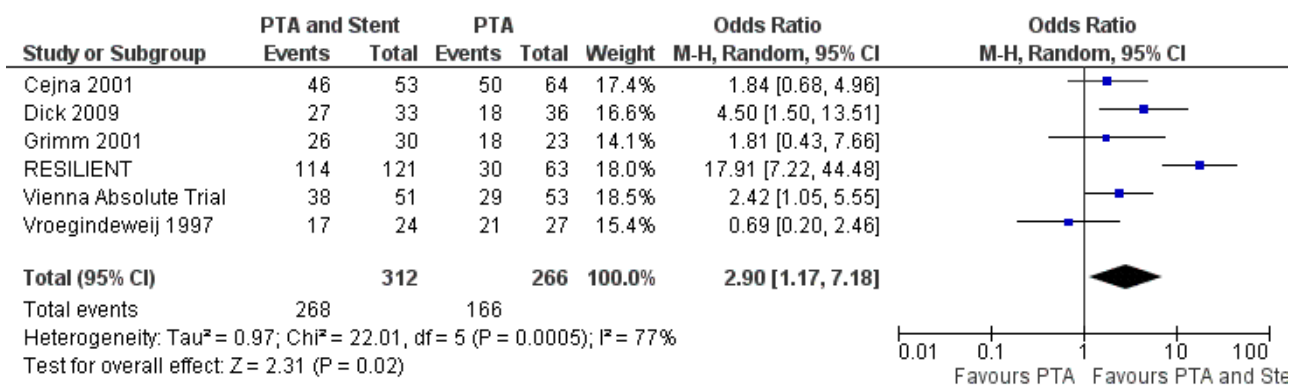 PTA and Stent PTA Odds Ratio Odds Ratio
Study or Subgroup Events Total Events Total Weight M-H, Random, 95% CI M-H, Random, 95% CI
Cejna 2001 46 53 50 64 17.4% 1.84 [0.68, 4.96]
Dick 2009 27 33 18 36 16.6% 4.50 [1.50, 13.51]
Grimm 2001 26 30 18 23 14.1% 1.81 [0.43, 7.66]
RESILIENT 114 121 30 63 18.0% 17.91 [7.22, 44.48]
Vienna Absolute Trial 38 51 29 53 18.5% 2.42 [1.05, 5.55]
Vroegindeweij 1997 17 24 21 27 15.4% 0.69 [0.20, 2.46]
Total (95% CI) 312 266 100.0% 2.90 [1.17, 7.18]
Total events 268 166
Heterogeneity: Tau² = 0.97; Chi² = 22.01, df = 5 (P = 0.0005); I² = 77%
Test for overall effect: Z = 2.31 (P = 0.02)
0.01 0.1 1 10 100
Favours PTA Favours PTA and Ste